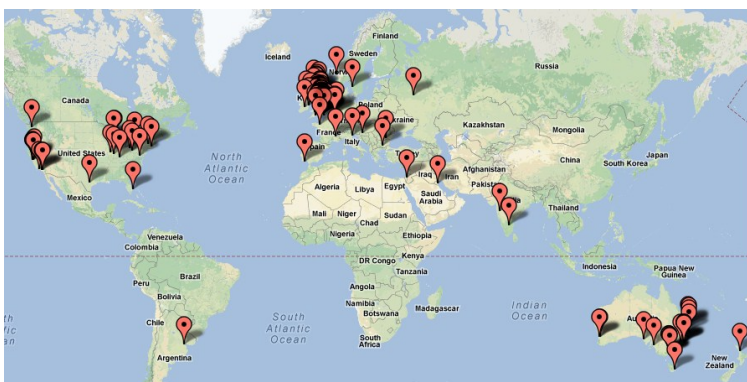 Finland
Iceland
Sweden
Russia
Canada
Poland
Ukraine
Kazakhstan
Mongolia
France
Italy
United States
North
Atlantic
Ocean
Spain
Japan
South Korea
China
Afghanistan
Iraq
Iran
Pakistan
Algeria
Libya
Egypt
Saudi
Arabia
Mexico
Mali
Niger
Chad
Sudan
Thailand
Nigeria
Ethiopia
Venezuela
Colombia
DR Congo
Kenya
Tanzania
Indonesia
Papua New
Guinea
Brazil
Peru
Bolivia
Angola
Namibia
Botswana
Madagascar
Indian
Ocean
South
Atlantic
Ocean
Chile
South
Africa
Argentina
New
Zealand